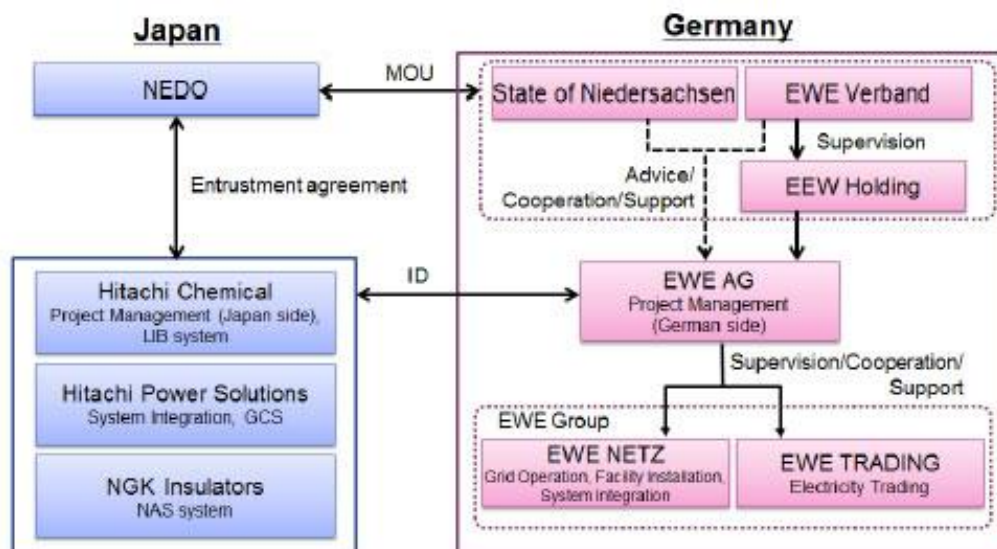 Japan
Germany
NEDO
MOU
State of Niedersachsen
EWE Verband
Supervision
Entrustment agreement
Advice/
Cooperation/Support
EEW Holding
Hitachi Chemical
Project Management (Japan side),
LIB system
ID
EWE AG
Project Management
(German side)
Hitachi Power Solutions
System Integration, GCS
Supervision/Cooperation/
Support
EWE Group
NGK Insulators
NAS system
EWE NETZ
Grid Operation, Facility Installation,
System integration
EWE TRADING
Electricity Trading